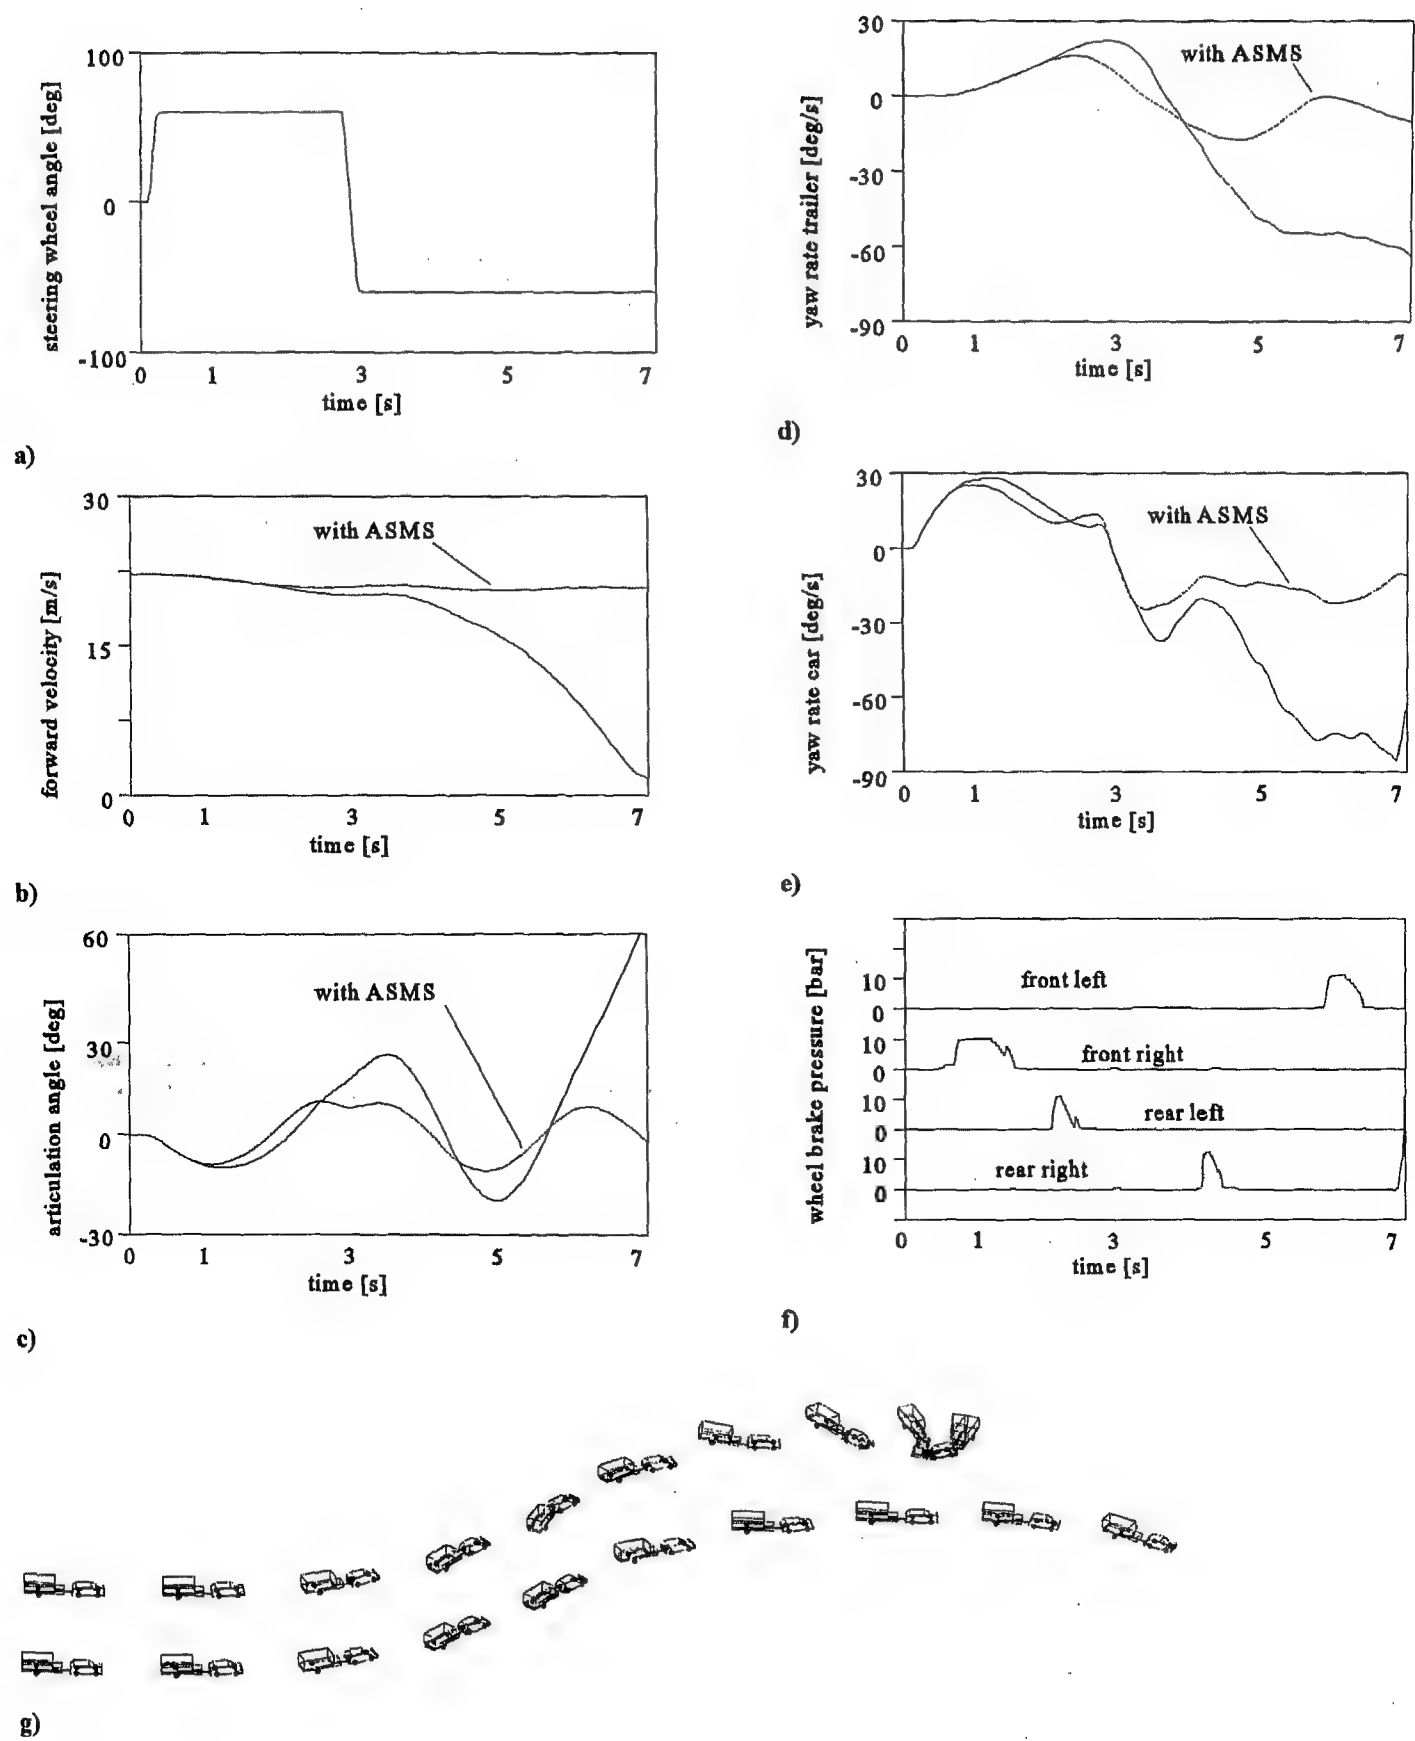 100
0
-100
steering wheel angle [deg]
0 1 3 5 7
time [s]
a)
30
0
-30
-60
-90
yaw rate trailer [deg/s]
with ASMS
0 1 3 5 7
time [s]
d)
30
15
0
forward velocity [m/s]
with ASMS
0 1 3 5 7
time [s]
b)
30
0
-30
-60
-90
yaw rate car [deg/s]
with ASMS
0 1 3 5 7
time [s]
e)
60
30
0
-30
articulation angle [deg]
with ASMS
0 1 3 5 7
time [s]
c)
wheel brake pressure [bar]
10
0
front left
10
0
front right
10
0
rear left
10
0
rear right
0 1 3 5 7
time [s]
f)
g)